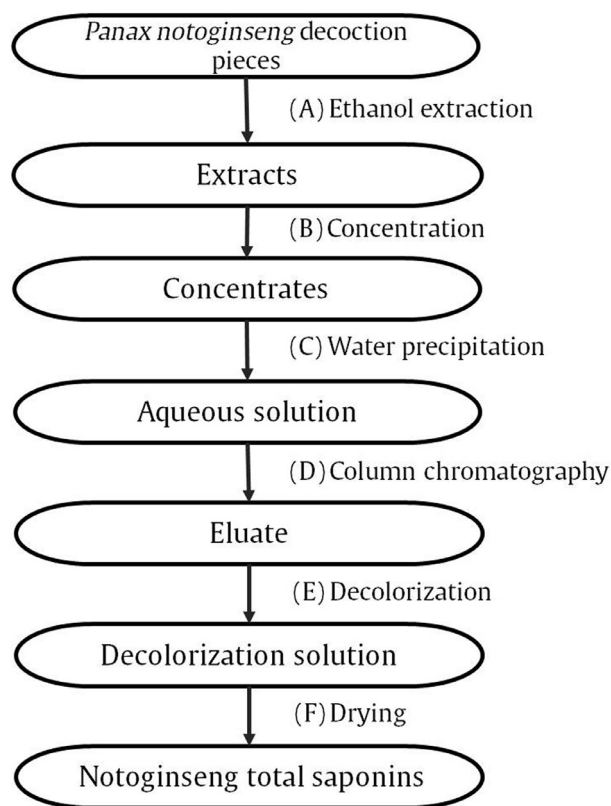 Panax notoginseng decoction
pieces
(A) Ethanol extraction
Extracts
(B) Concentration
Concentrates
(C) Water precipitation
Aqueous solution
(D) Column chromatography
Eluate
(E) Decolorization
Decolorization solution
(F) Drying
Notoginseng total saponins